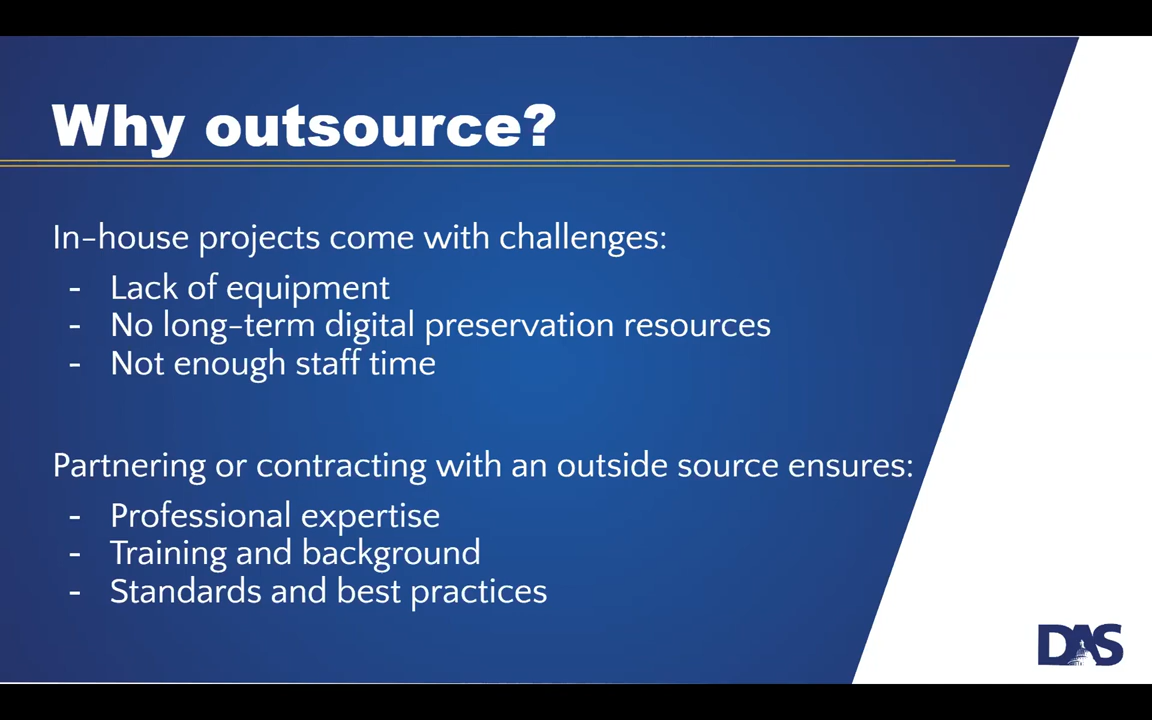 Why outsource?
In-house projects come with challenges:
- Lack of equipment
- No long-term digital preservation resources
- Not enough staff time
Partnering or contracting with an outside source ensures:
- Professional expertise
- Training and background
- Standards and best practices
DAS